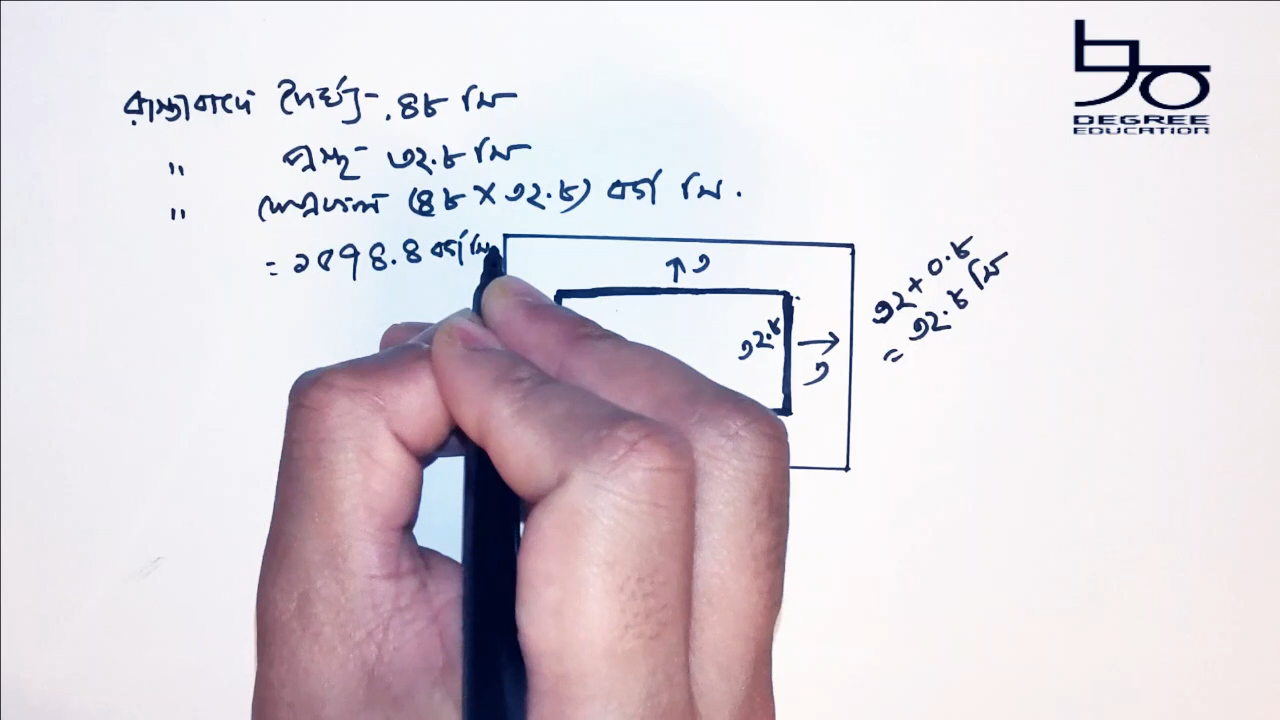 রাস্তাবাদে দৈর্ঘ্য - ৪৮ মি
" প্রস্থ - ৩২.৮ মি
" ক্ষেত্রফল (৪৮ × ৩২.৮) বর্গ মি.
= ১৫৭৪.৪ বর্গ মি
↑ ৩
৩২.৮
→
৩
৩২ + ০.৮
= ৩২.৮ মি
DEGREE
EDUCATION